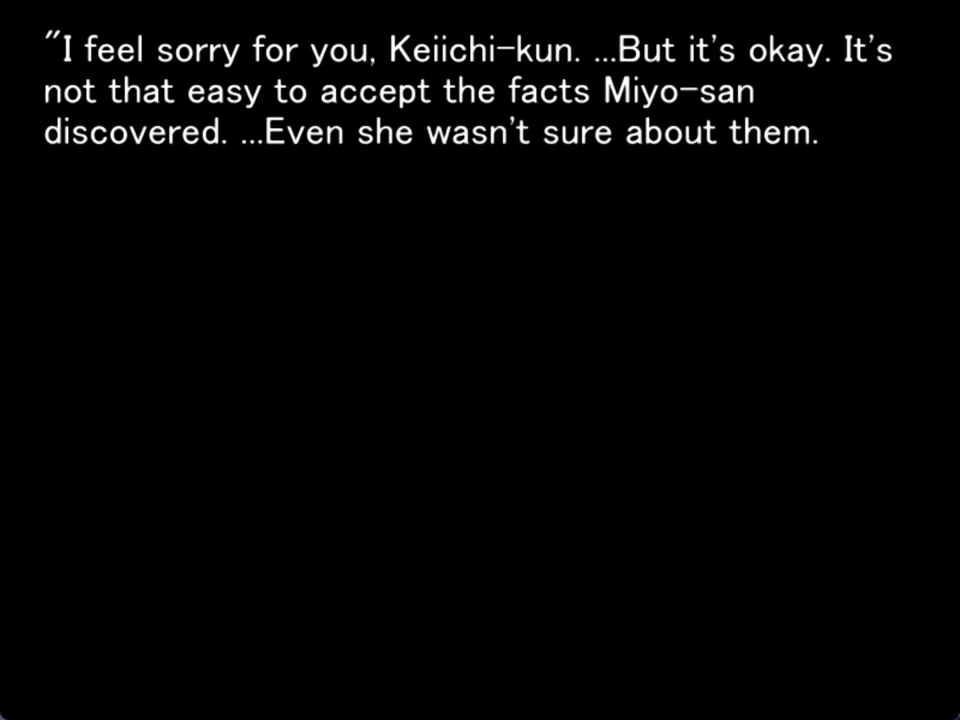 "I feel sorry for you, Keiichi-kun. ...But it's okay. It's
not that easy to accept the facts Miyo-san
discovered. ...Even she wasn't sure about them.